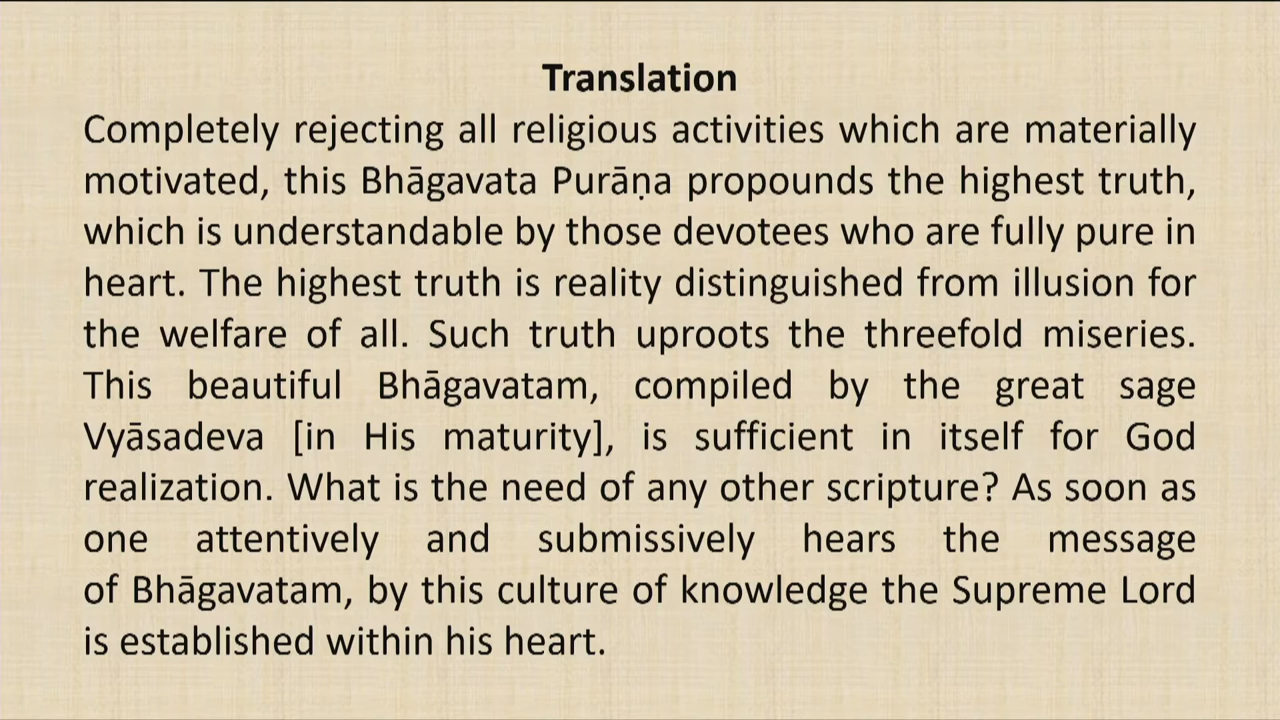 Translation
Completely rejecting all religious activities which are materially
motivated, this Bhāgavata Purāṇa propounds the highest truth,
which is understandable by those devotees who are fully pure in
heart. The highest truth is reality distinguished from illusion for
the welfare of all. Such truth uproots the threefold miseries.
This beautiful Bhāgavatam, compiled by the great sage
Vyāsadeva [in His maturity], is sufficient in itself for God
realization. What is the need of any other scripture? As soon as
one attentively and submissively hears the message
of Bhāgavatam, by this culture of knowledge the Supreme Lord
is established within his heart.